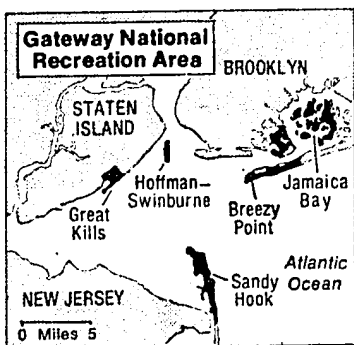 Gateway National
Recreation Area
BROOKLYN
STATEN
ISLAND
Hoffman-
Swinburne
Great
Kills
Breezy
Point
Jamaica
Bay
Sandy
Hook
Atlantic
Ocean
NEW JERSEY
0 Miles 5